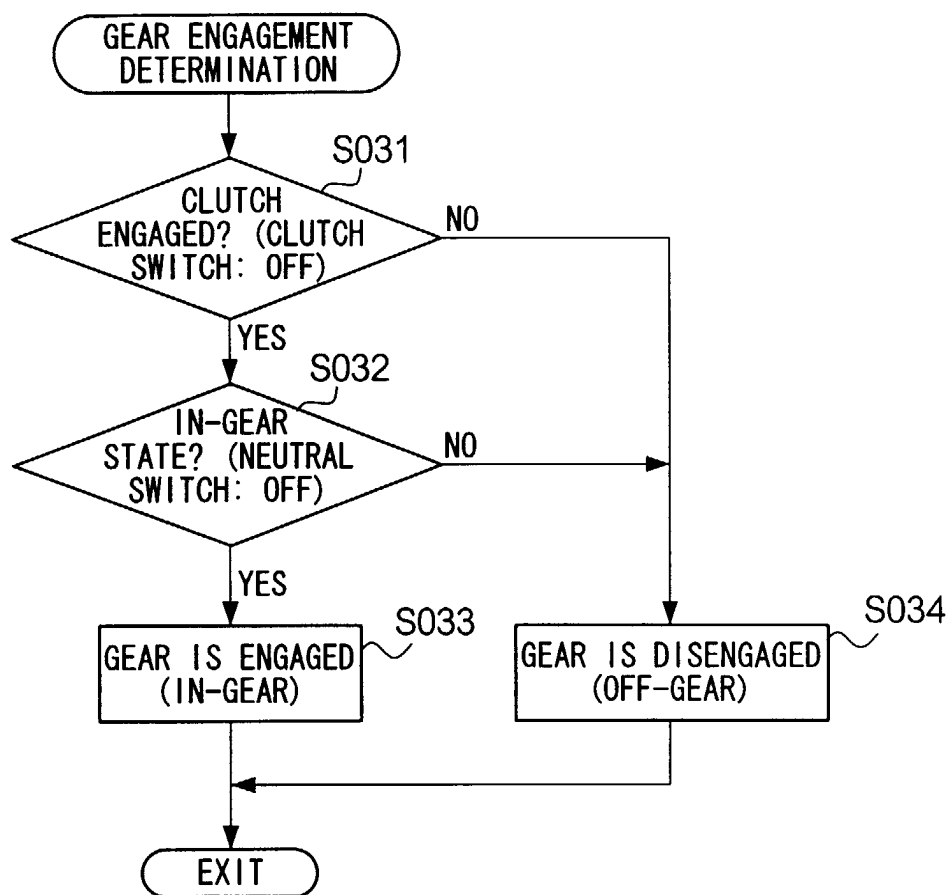 GEAR ENGAGEMENT
DETERMINATION
S031
CLUTCH
ENGAGED? (CLUTCH
SWITCH: OFF)
NO
YES
S032
IN-GEAR
STATE? (NEUTRAL
SWITCH: OFF)
NO
YES
S033
GEAR IS ENGAGED
(IN-GEAR)
S034
GEAR IS DISENGAGED
(OFF-GEAR)
EXIT